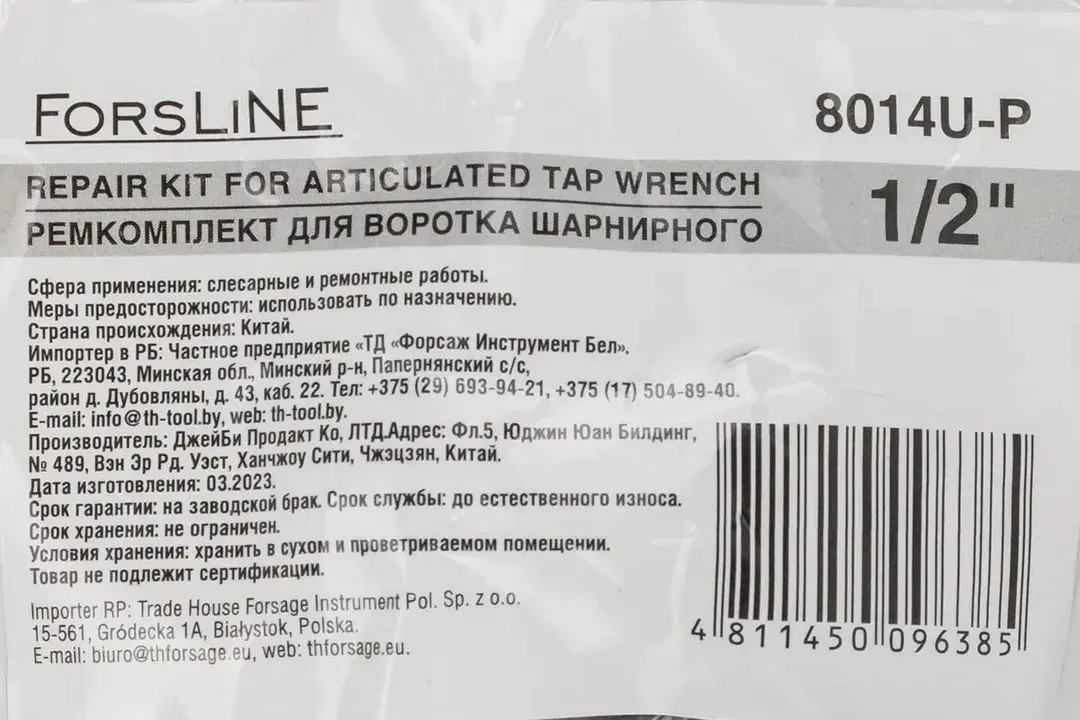 FORSLiNE
8014U-P
REPAIR KIT FOR ARTICULATED TAP WRENCH
РЕМКОМПЛЕКТ ДЛЯ ВОРОТКА ШАРНИРНОГО
1/2"
Сфера применения: слесарные и ремонтные работы.
Меры предосторожности: использовать по назначению.
Страна происхождения: Китай.
Импортер в РБ: Частное предприятие «ТД «Форсаж Инструмент Бел».
РБ, 223043, Минская обл., Минский р-н, Папернянский с/с,
район д. Дубовляны, д. 43, каб. 22. Тел: +375 (29) 693-94-21, +375 (17) 504-89-40.
E-mail: info@th-tool.by, web: th-tool.by.
Производитель: ДжейБи Продакт Ко, ЛТД.Адрес: Фл.5, Юджин Юан Билдинг,
№ 489, Вэн Эр Рд. Уэст, Ханчжоу Сити, Чжэцзян, Китай.
Дата изготовления: 03.2023.
Срок гарантии: на заводской брак. Срок службы: до естественного износа.
Срок хранения: не ограничен.
Условия хранения: хранить в сухом и проветриваемом помещении.
Товар не подлежит сертификации.
Importer RP: Trade House Forsage Instrument Pol. Sp. z o.o.
15-561, Gródecka 1A, Białystok, Polska.
E-mail: biuro@thforsage.eu, web: thforsage.eu.
4 811450 096385